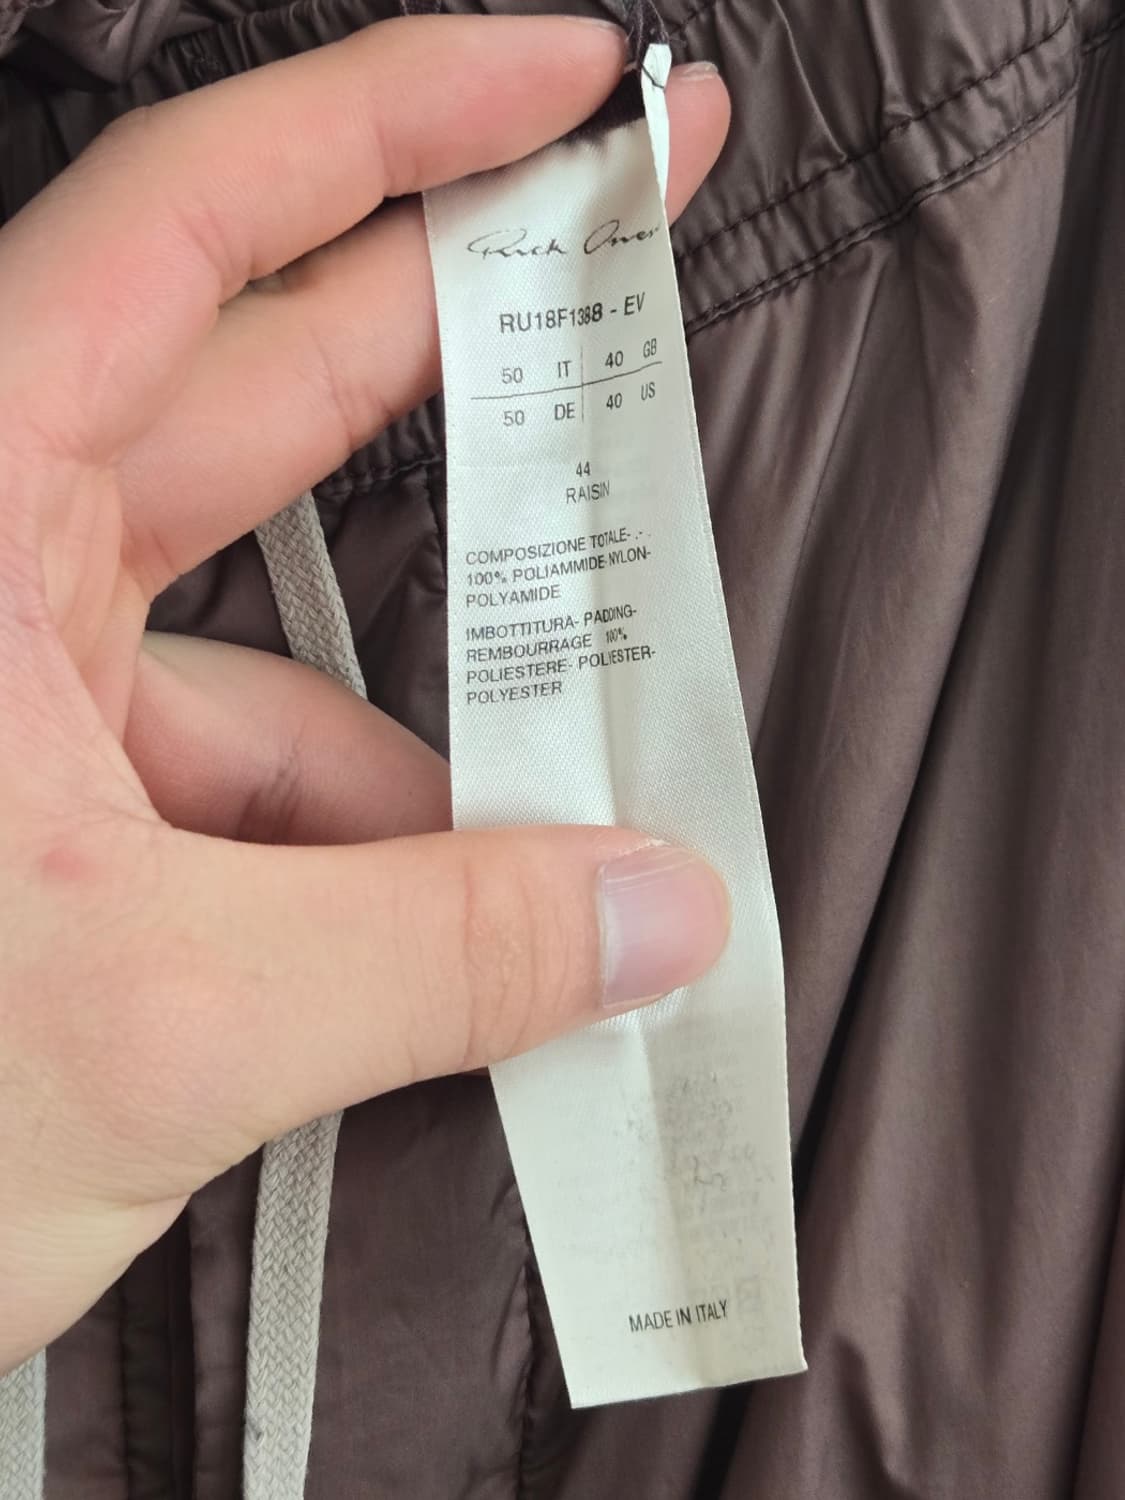 Rick Owens
RU18F1388 - EV
50 IT 40 GB
50 DE 40 US
44
RAISIN
COMPOSIZIONE TOTALE- .- .
100% POLIAMMIDE-NYLON-
POLYAMIDE
IMBOTTITURA- PADDING-
REMBOURRAGE 100%
POLIESTERE- POLIESTER-
POLYESTER
MADE IN ITALY